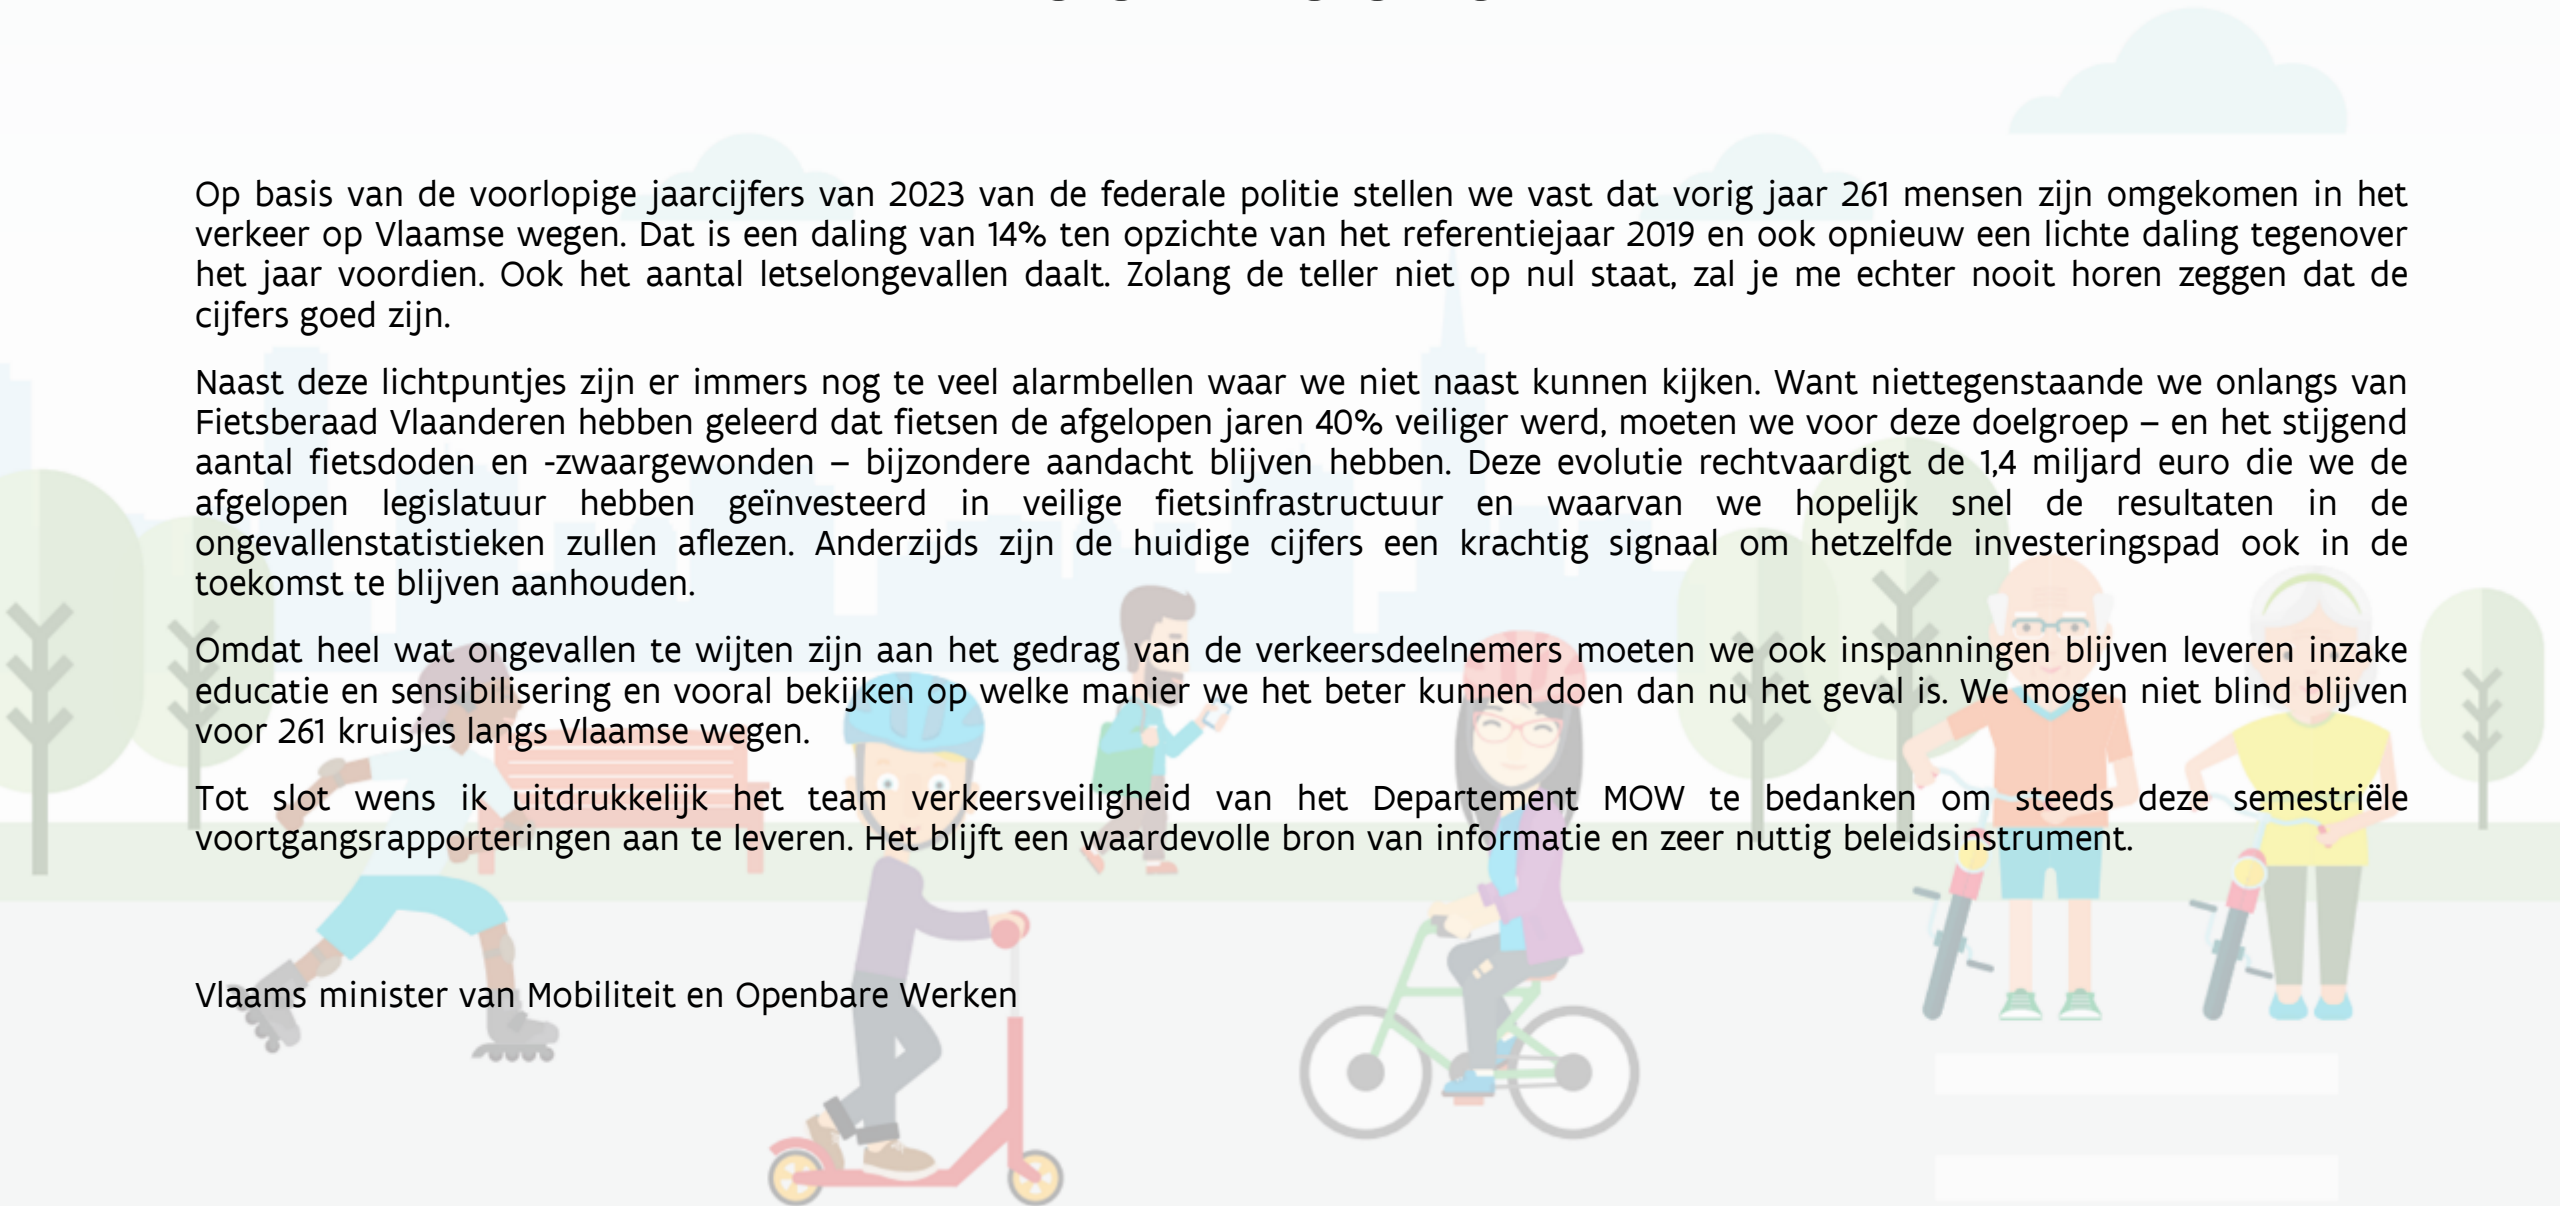 Op basis van de voorlopige jaarcijfers van 2023 van de federale politie stellen we vast dat vorig jaar 261 mensen zijn omgekomen in het
verkeer op Vlaamse wegen. Dat is een daling van 14% ten opzichte van het referentiejaar 2019 en ook opnieuw een lichte daling tegenover
het jaar voordien. Ook het aantal letselongevallen daalt. Zolang de teller niet op nul staat, zal je me echter nooit horen zeggen dat de
cijfers goed zijn.
Naast deze lichtpuntjes zijn er immers nog te veel alarmbellen waar we niet naast kunnen kijken. Want niettegenstaande we onlangs van
Fietsberaad Vlaanderen hebben geleerd dat fietsen de afgelopen jaren 40% veiliger werd, moeten we voor deze doelgroep – en het stijgend
aantal fietsdoden en -zwaargewonden – bijzondere aandacht blijven hebben. Deze evolutie rechtvaardigt de 1,4 miljard euro die we de
afgelopen legislatuur hebben geïnvesteerd in veilige fietsinfrastructuur en waarvan we hopelijk snel de resultaten in de
ongevallenstatistieken zullen aflezen. Anderzijds zijn de huidige cijfers een krachtig signaal om hetzelfde investeringspad ook in de
toekomst te blijven aanhouden.
Omdat heel wat ongevallen te wijten zijn aan het gedrag van de verkeersdeelnemers moeten we ook inspanningen blijven leveren inzake
educatie en sensibilisering en vooral bekijken op welke manier we het beter kunnen doen dan nu het geval is. We mogen niet blind blijven
voor 261 kruisjes langs Vlaamse wegen.
Tot slot wens ik uitdrukkelijk het team verkeersveiligheid van het Departement MOW te bedanken om steeds deze semestriële
voortgangsrapporteringen aan te leveren. Het blijft een waardevolle bron van informatie en zeer nuttig beleidsinstrument.
Vlaams minister van Mobiliteit en Openbare Werken